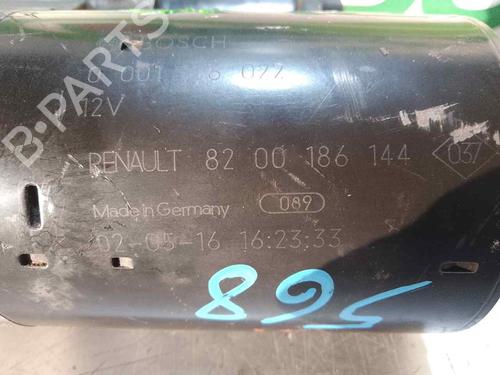 BOSCH
12V
RENAULT 82 00 186 144 037
Made in Germany 089
02-05-16 16:23:33
895
B-PARTS